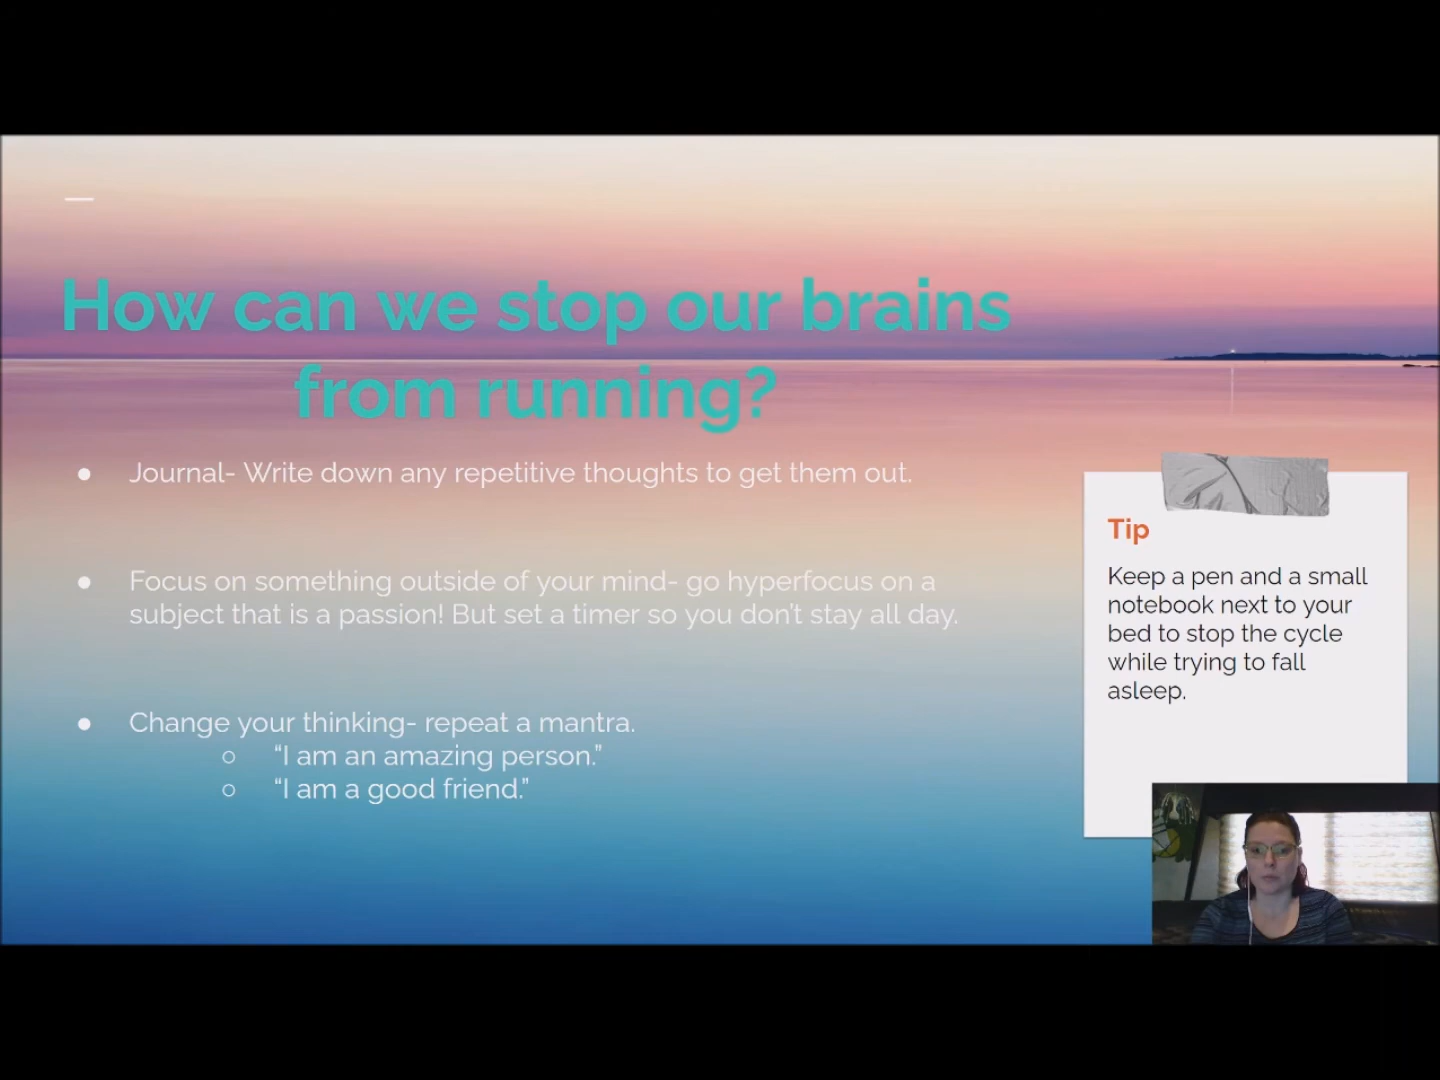 How can we stop our brains
from running?
● Journal- Write down any repetitive thoughts to get them out.
● Focus on something outside of your mind- go hyperfocus on a
subject that is a passion! But set a timer so you don’t stay all day.
● Change your thinking- repeat a mantra.
○ “I am an amazing person.”
○ “I am a good friend.”
Tip
Keep a pen and a small
notebook next to your
bed to stop the cycle
while trying to fall
asleep.